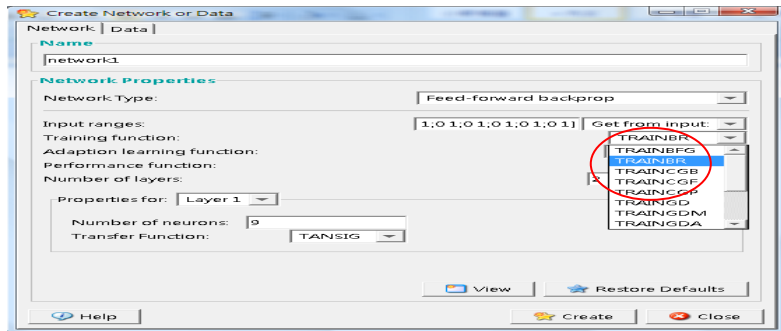 Create Network or Data
Network Data
Name
network1
Network Properties
Network Type: Feed-forward backprop
Input ranges: 1;0 1;0 1;0 1;0 1;0 1] Get from input:
Training function: TRAINBR
Adaption learning function: TRAINBFG
Performance function: TRAINBR
Number of layers: 2 TRAINCGB
TRAINCGF
TRAINCGP
TRAINGD
TRAINGDM
TRAINGDA
Properties for: Layer 1
Number of neurons: 9
Transfer Function: TANSIG
View Restore Defaults
Help Create Close